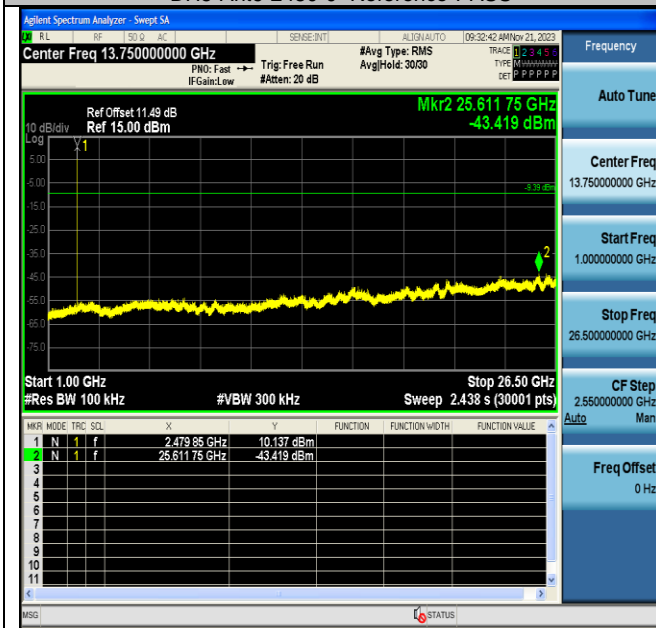 Agilent Spectrum Analyzer - Swept SA
RL RF 50 Ω AC SENSE:INT ALIGN AUTO 09:32:42 AM Nov 21, 2023
Center Freq 13.750000000 GHz
PNO: Fast
IFGain:Low
Trig: Free Run
#Atten: 20 dB
#Avg Type: RMS
Avg|Hold: 30/30
TRACE 1 2 3 4 5 6
TYPE M
DET P P P P P P
Ref Offset 11.49 dB
10 dB/div Ref 15.00 dBm
Log
Mkr2 25.611 75 GHz
-43.419 dBm
1
5.00
-5.00
-9.39 dBm
-15.0
-25.0
-35.0
2
-45.0
-55.0
-65.0
-75.0
Start 1.00 GHz Stop 26.50 GHz
#Res BW 100 kHz #VBW 300 kHz Sweep 2.438 s (30001 pts)
MKR MODE TRC SCL X Y FUNCTION FUNCTION WIDTH FUNCTION VALUE
1 N 1 f 2.479 85 GHz 10.137 dBm
2 N 1 f 25.611 75 GHz -43.419 dBm
3
4
5
6
7
8
9
10
11
MSG STATUS
Frequency
Auto Tune
Center Freq
13.750000000 GHz
Start Freq
1.000000000 GHz
Stop Freq
26.500000000 GHz
CF Step
2.550000000 GHz
Auto Man
Freq Offset
0 Hz